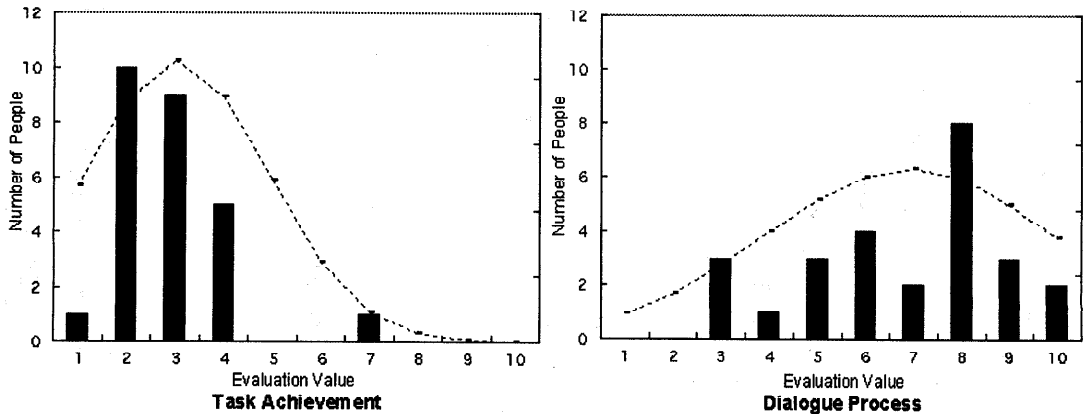 12
10
8
6
4
2
0
Number of People
1 2 3 4 5 6 7 8 9 10
Evaluation Value
Task Achievement
12
10
8
6
4
2
0
Number of People
1 2 3 4 5 6 7 8 9 10
Evaluation Value
Dialogue Process